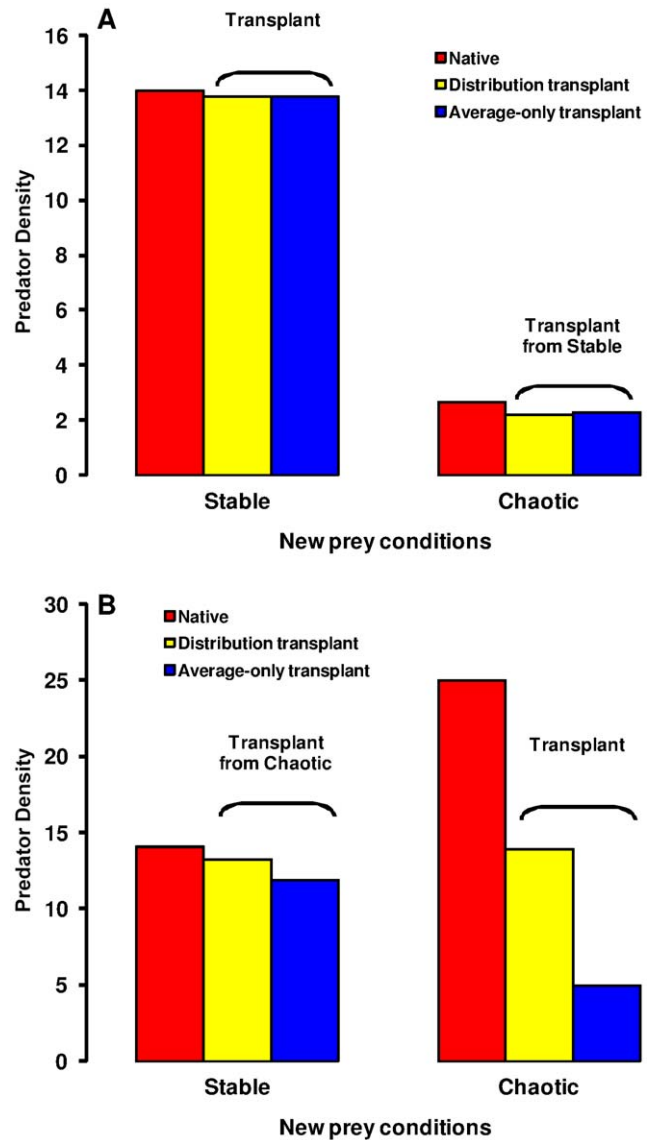 A
Transplant
16
14
12
10
8
6
4
2
0
Predator Density
Native
Distribution transplant
Average-only transplant
Transplant
from Stable
Stable
Chaotic
New prey conditions
B
30
25
20
15
10
5
0
Predator Density
Native
Distribution transplant
Average-only transplant
Transplant
from Chaotic
Transplant
Stable
Chaotic
New prey conditions